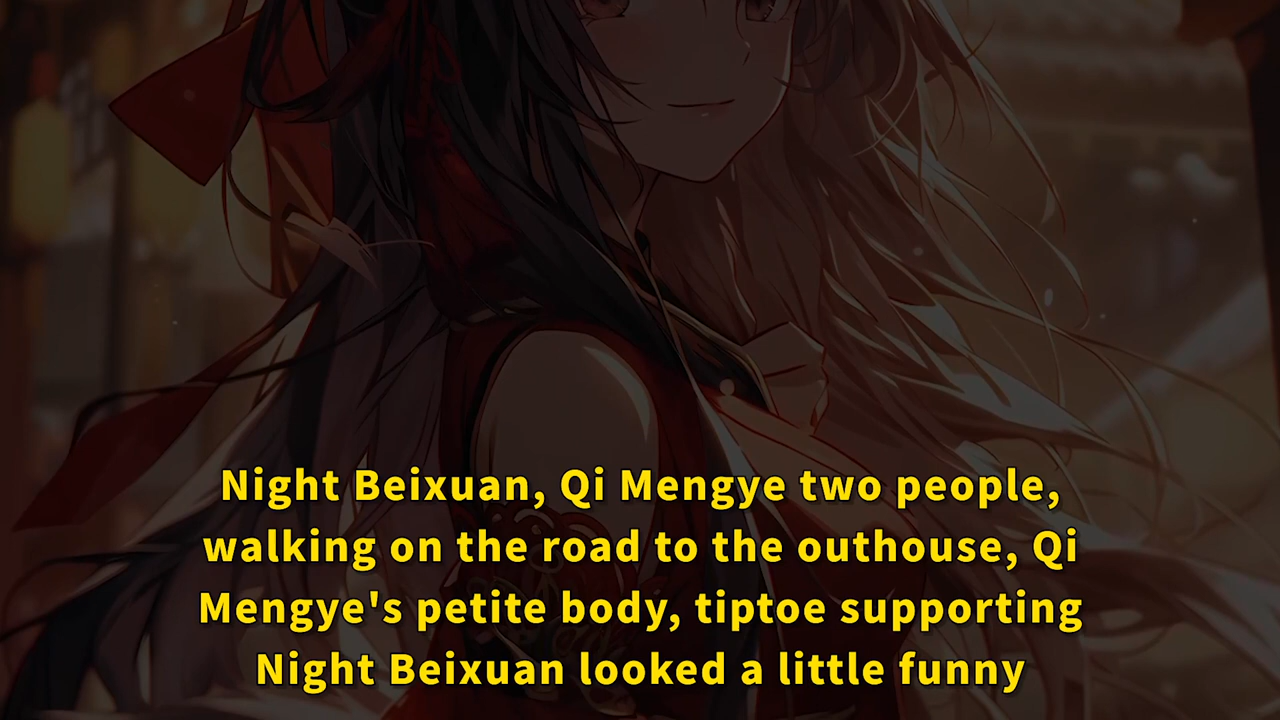 Night Beixuan, Qi Mengye two people,
walking on the road to the outhouse, Qi
Mengye's petite body, tiptoe supporting
Night Beixuan looked a little funny